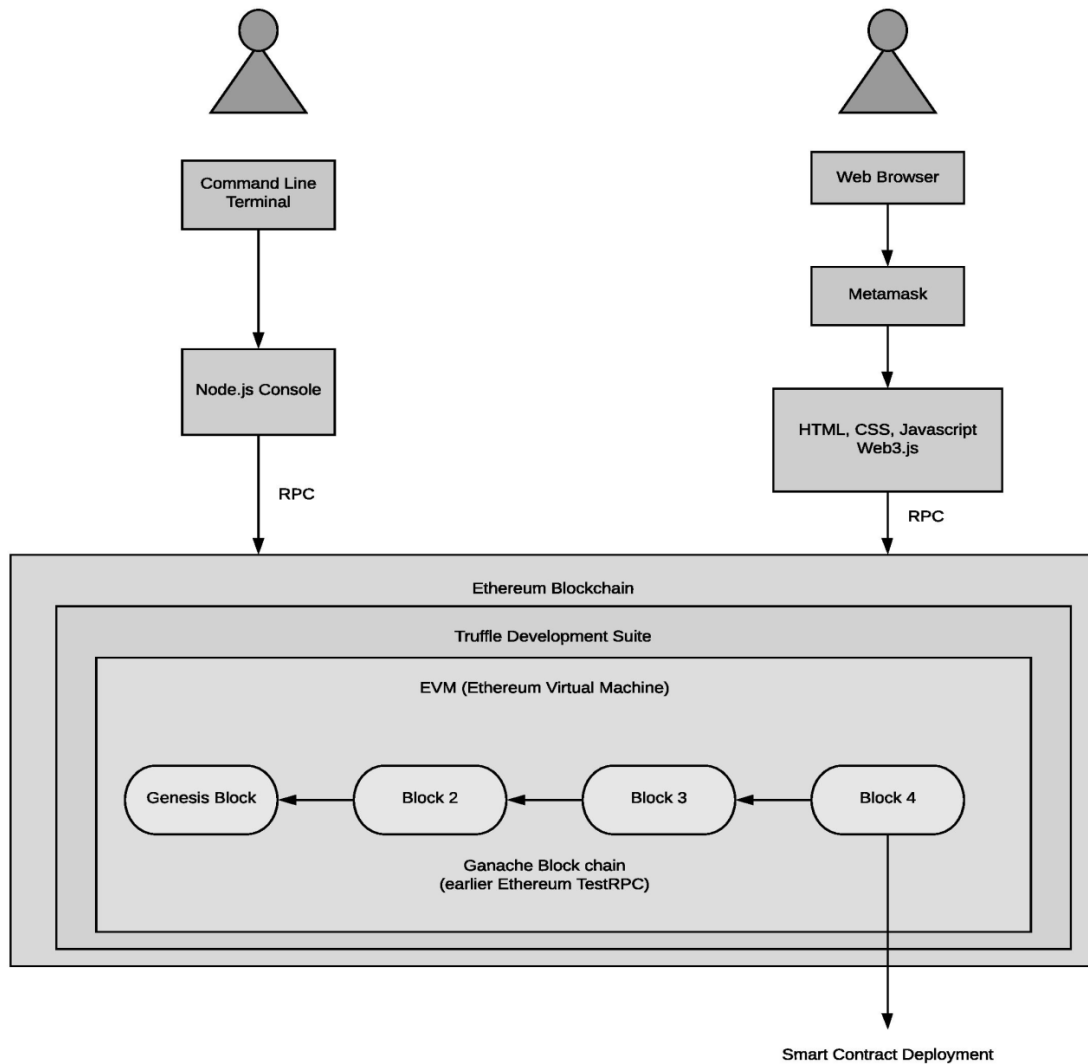 Command Line
Terminal
Web Browser
Metamask
Node.js Console
HTML, CSS, Javascript
Web3.js
RPC
RPC
Ethereum Blockchain
Truffle Development Suite
EVM (Ethereum Virtual Machine)
Genesis Block
Block 2
Block 3
Block 4
Ganache Block chain
(earlier Ethereum TestRPC)
Smart Contract Deployment